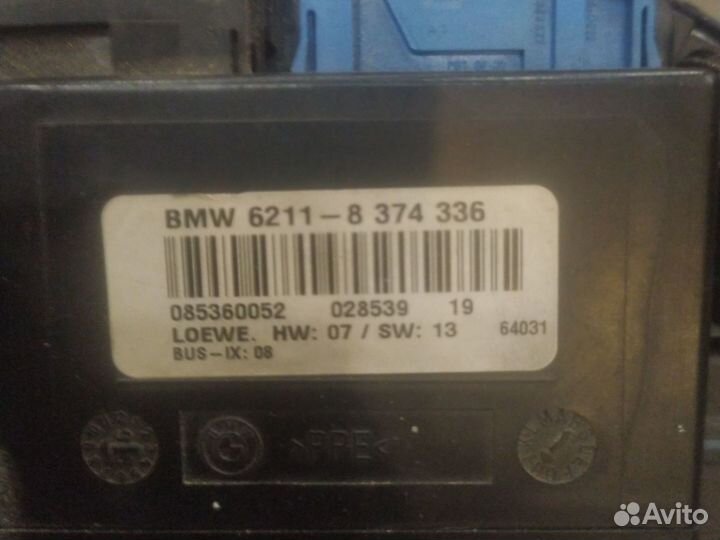 BMW 6211-8 374 336
085360052 028539 19
LOEWE. HW: 07 / SW: 13 64031
BUS-IX: 08
>PPE<
Avito